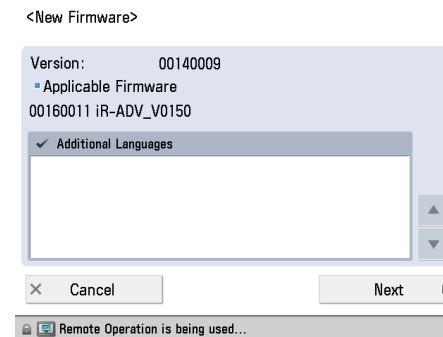 <New Firmware>
Version: 00140009
Applicable Firmware
00160011 iR-ADV_V0150
Additional Languages
Cancel Next
Remote Operation is being used...